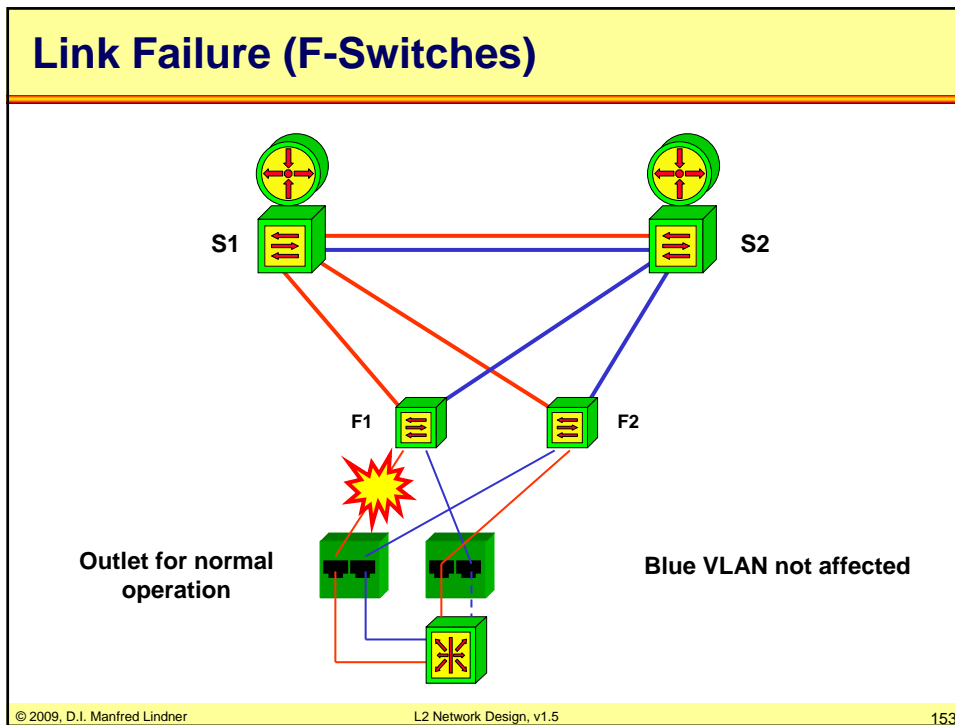 Link Failure (F-Switches)
S1
S2
F1
F2
Outlet for normal
operation
Blue VLAN not affected
© 2009, D.I. Manfred Lindner
L2 Network Design, v1.5
153